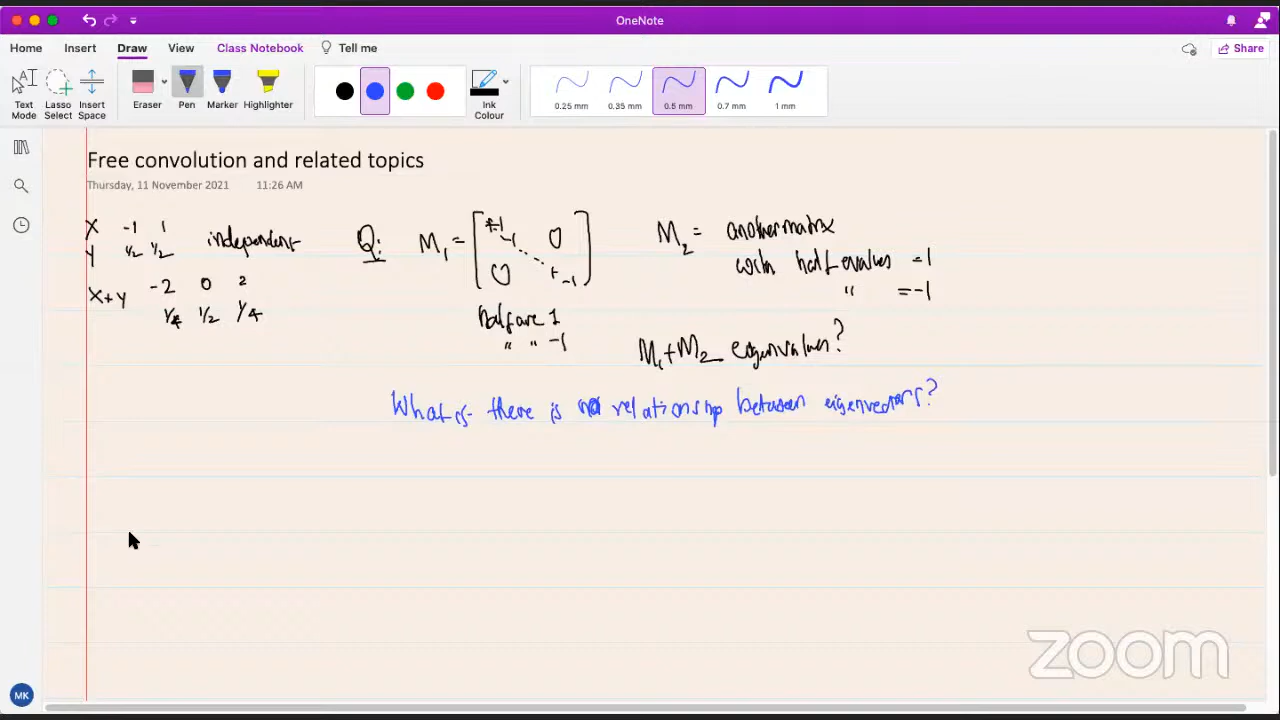 OneNote
Home Insert Draw View Class Notebook Tell me Share
Text Mode Lasso Select Insert Space Eraser Pen Marker Highlighter Ink Colour 0.25 mm 0.35 mm 0.5 mm 0.7 mm 1 mm
Free convolution and related topics
Thursday, 11 November 2021 11:26 AM
X -1 1
Y 1/2 1/2 independent
X+Y -2 0 2
1/4 1/2 1/4
Q: M₁ = [ +-1 -1 0 0 +-1 ]
half are 1
" " -1
M₂ = another matrix
with half evalues =1
" =-1
M₁+M₂ eigenvalues?
What is there is no relationship between eigenvectors?
MK
zoom